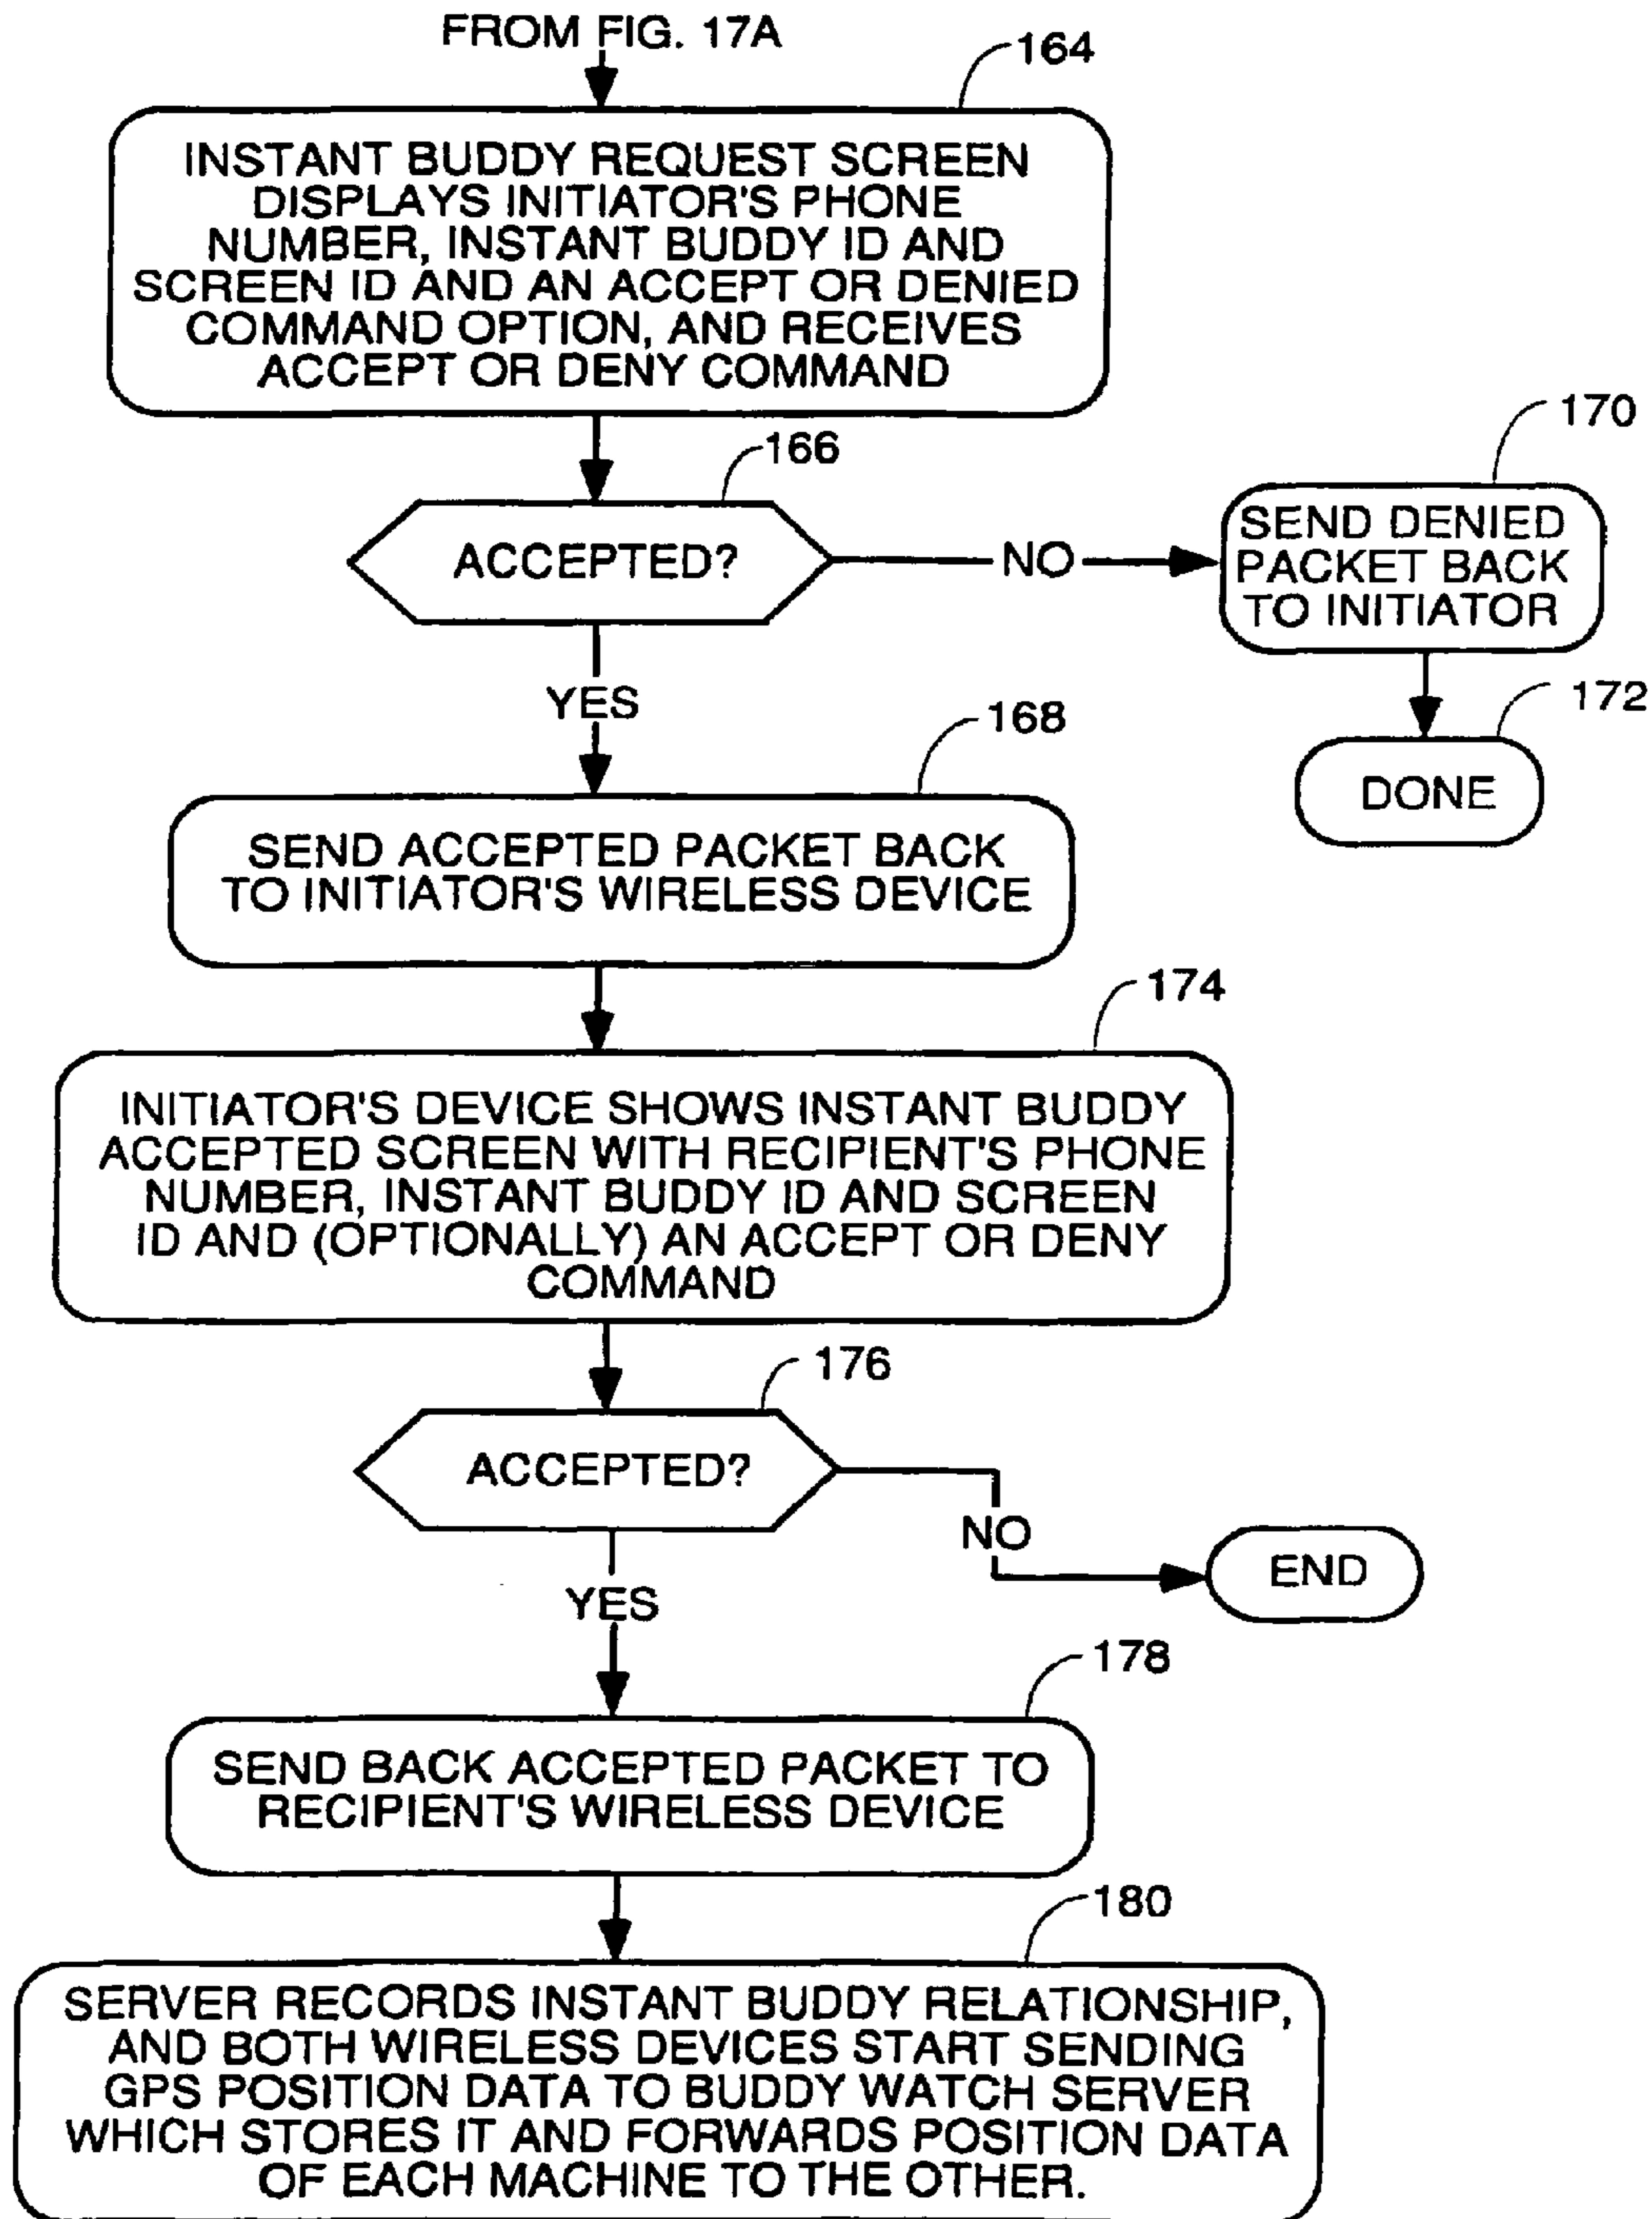 FROM FIG. 17A
164
INSTANT BUDDY REQUEST SCREEN
DISPLAYS INITIATOR'S PHONE
NUMBER, INSTANT BUDDY ID AND
SCREEN ID AND AN ACCEPT OR DENIED
COMMAND OPTION, AND RECEIVES
ACCEPT OR DENY COMMAND
166
ACCEPTED?
NO
170
SEND DENIED
PACKET BACK
TO INITIATOR
172
DONE
YES
168
SEND ACCEPTED PACKET BACK
TO INITIATOR'S WIRELESS DEVICE
174
INITIATOR'S DEVICE SHOWS INSTANT BUDDY
ACCEPTED SCREEN WITH RECIPIENT'S PHONE
NUMBER, INSTANT BUDDY ID AND SCREEN
ID AND (OPTIONALLY) AN ACCEPT OR DENY
COMMAND
176
ACCEPTED?
NO
END
YES
178
SEND BACK ACCEPTED PACKET TO
RECIPIENT'S WIRELESS DEVICE
180
SERVER RECORDS INSTANT BUDDY RELATIONSHIP,
AND BOTH WIRELESS DEVICES START SENDING
GPS POSITION DATA TO BUDDY WATCH SERVER
WHICH STORES IT AND FORWARDS POSITION DATA
OF EACH MACHINE TO THE OTHER.